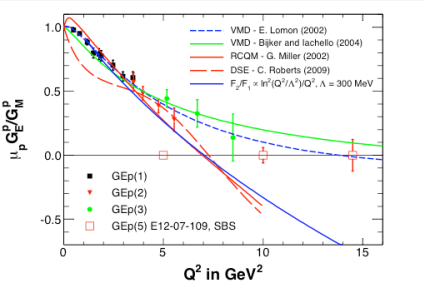 VMD - E. Lomon (2002)
VMD - Bijker and Iachello (2004)
RCQM - G. Miller (2002)
DSE - C. Roberts (2009)
F₂/F₁ ∝ ln²(Q²/Λ²)/Q², Λ = 300 MeV
μₚGᴱᵖ/Gᴹᵖ
1.0
0.5
0.0
-0.5
GEp(1)
GEp(2)
GEp(3)
GEp(5) E12-07-109, SBS
0 5 10 15
Q² in GeV²